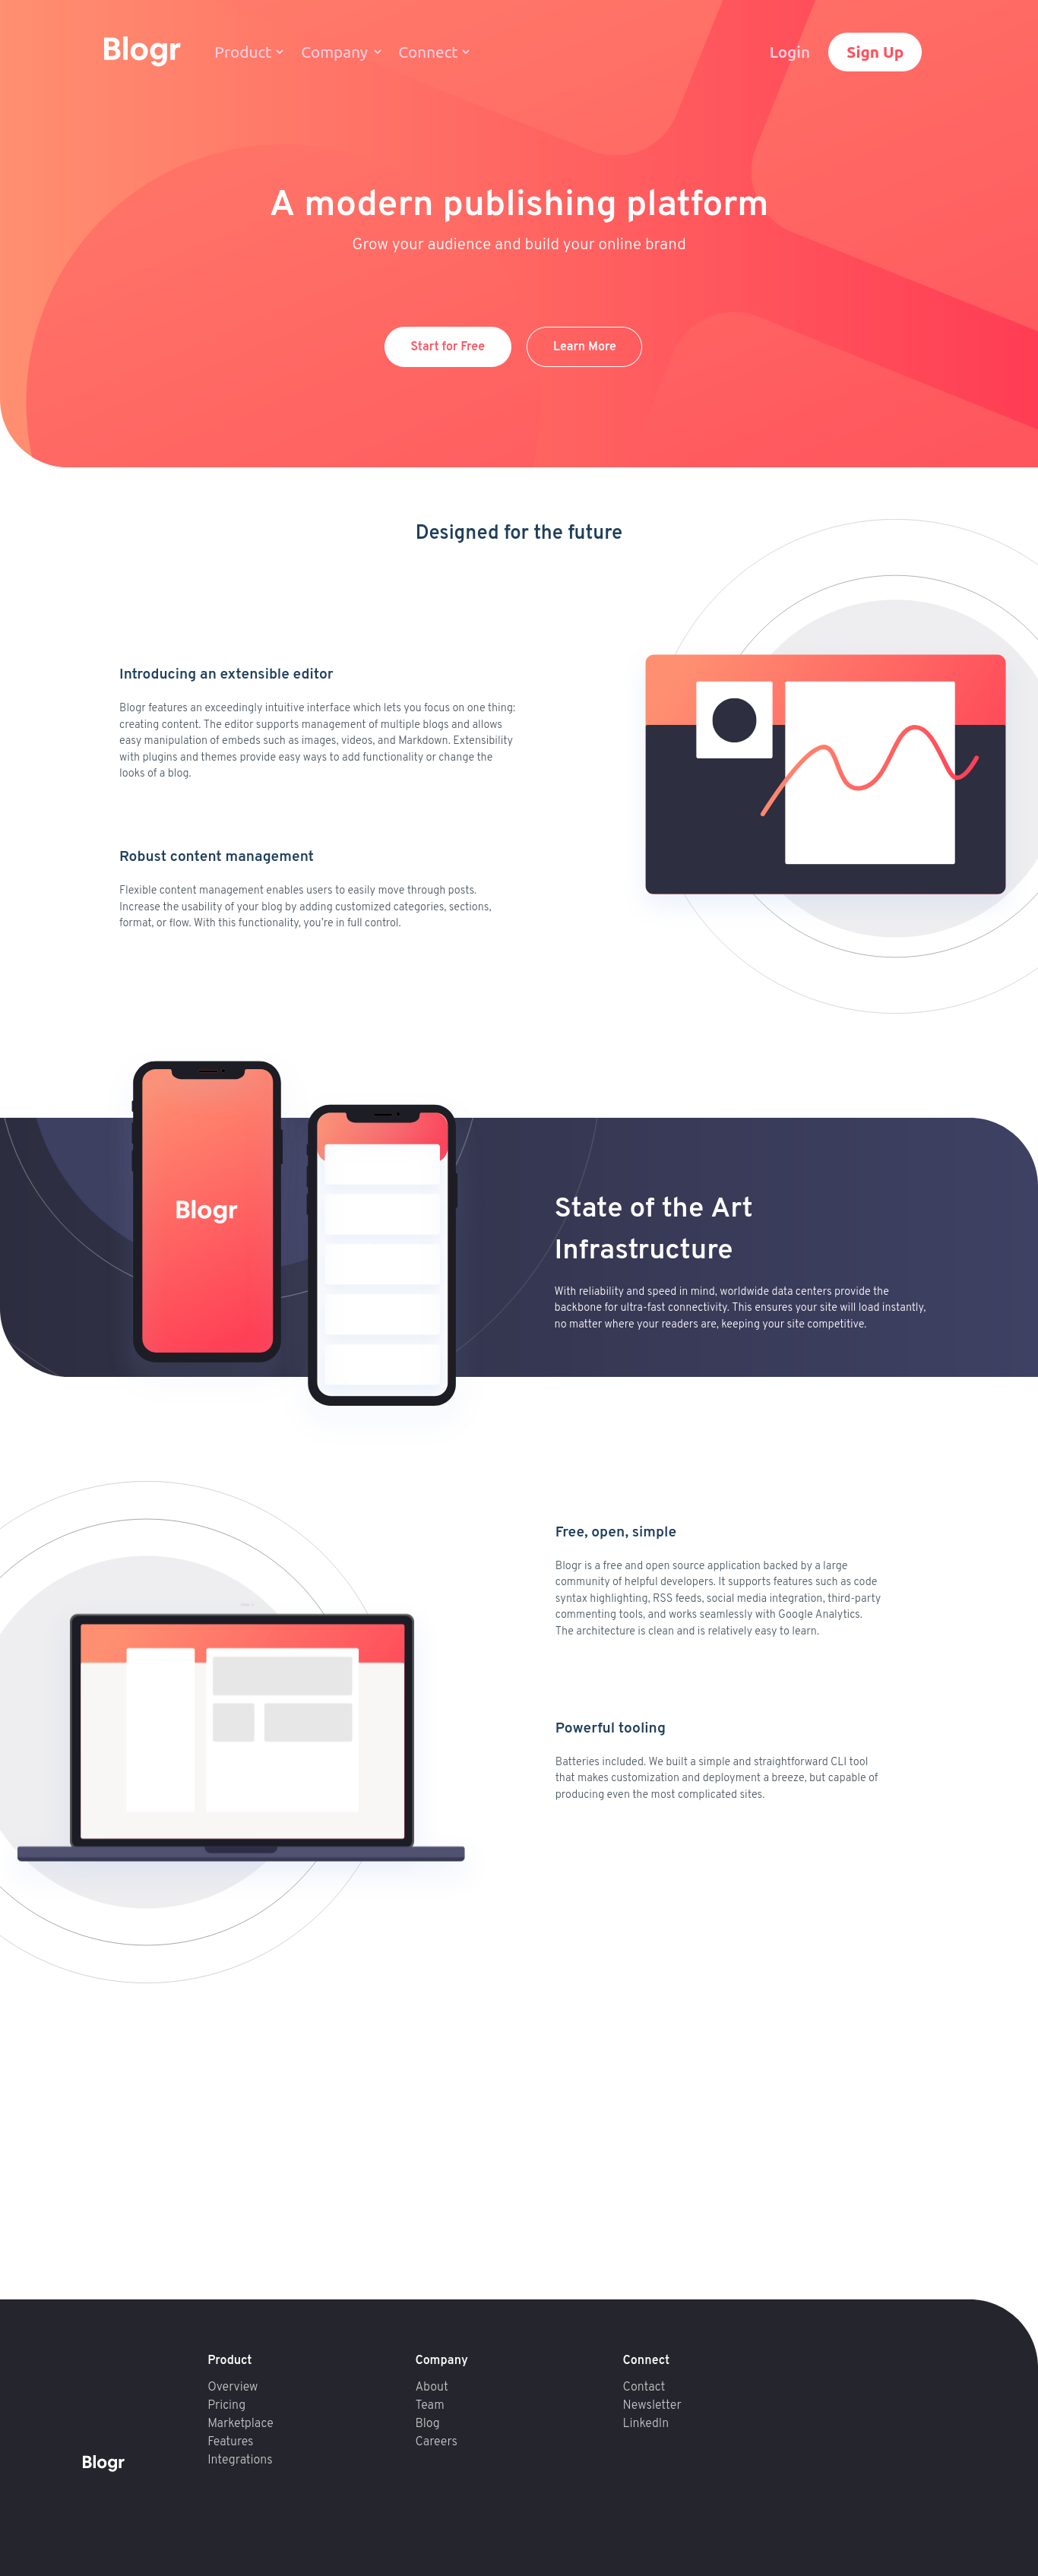 Blogr Product Company Connect Login Sign Up
A modern publishing platform
Grow your audience and build your online brand
Start for Free Learn More
Designed for the future
Introducing an extensible editor
Blogr features an exceedingly intuitive interface which lets you focus on one thing:
creating content. The editor supports management of multiple blogs and allows
easy manipulation of embeds such as images, videos, and Markdown. Extensibility
with plugins and themes provide easy ways to add functionality or change the
looks of a blog.
Robust content management
Flexible content management enables users to easily move through posts.
Increase the usability of your blog by adding customized categories, sections,
format, or flow. With this functionality, you’re in full control.
Blogr
State of the Art
Infrastructure
With reliability and speed in mind, worldwide data centers provide the
backbone for ultra-fast connectivity. This ensures your site will load instantly,
no matter where your readers are, keeping your site competitive.
Free, open, simple
Blogr is a free and open source application backed by a large
community of helpful developers. It supports features such as code
syntax highlighting, RSS feeds, social media integration, third-party
commenting tools, and works seamlessly with Google Analytics.
The architecture is clean and is relatively easy to learn.
Powerful tooling
Batteries included. We built a simple and straightforward CLI tool
that makes customization and deployment a breeze, but capable of
producing even the most complicated sites.
Blogr
Product
Overview
Pricing
Marketplace
Features
Integrations
Company
About
Team
Blog
Careers
Connect
Contact
Newsletter
LinkedIn